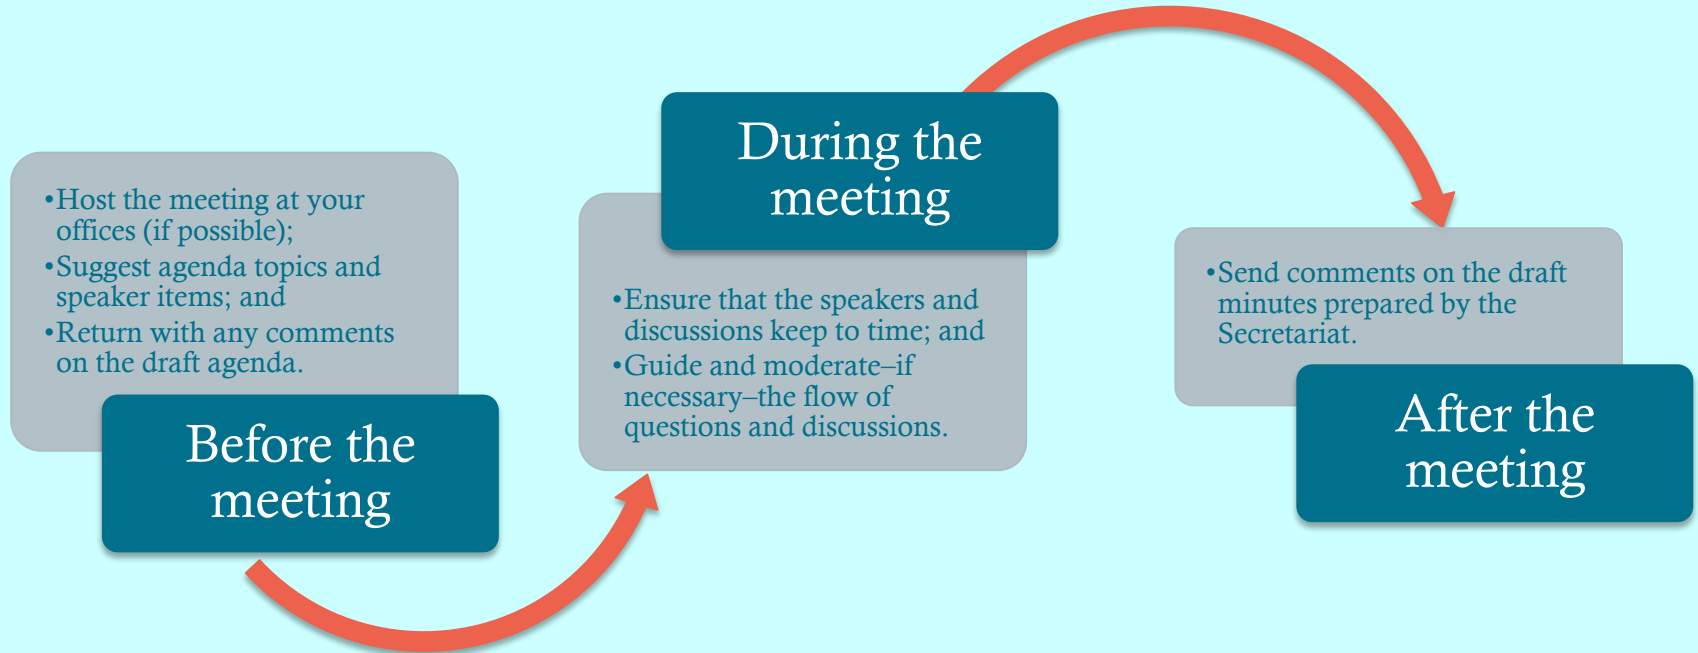 •Host the meeting at your
offices (if possible);
•Suggest agenda topics and
speaker items; and
•Return with any comments
on the draft agenda.
Before the
meeting
During the
meeting
•Ensure that the speakers and
discussions keep to time; and
•Guide and moderate–if
necessary–the flow of
questions and discussions.
•Send comments on the draft
minutes prepared by the
Secretariat.
After the
meeting